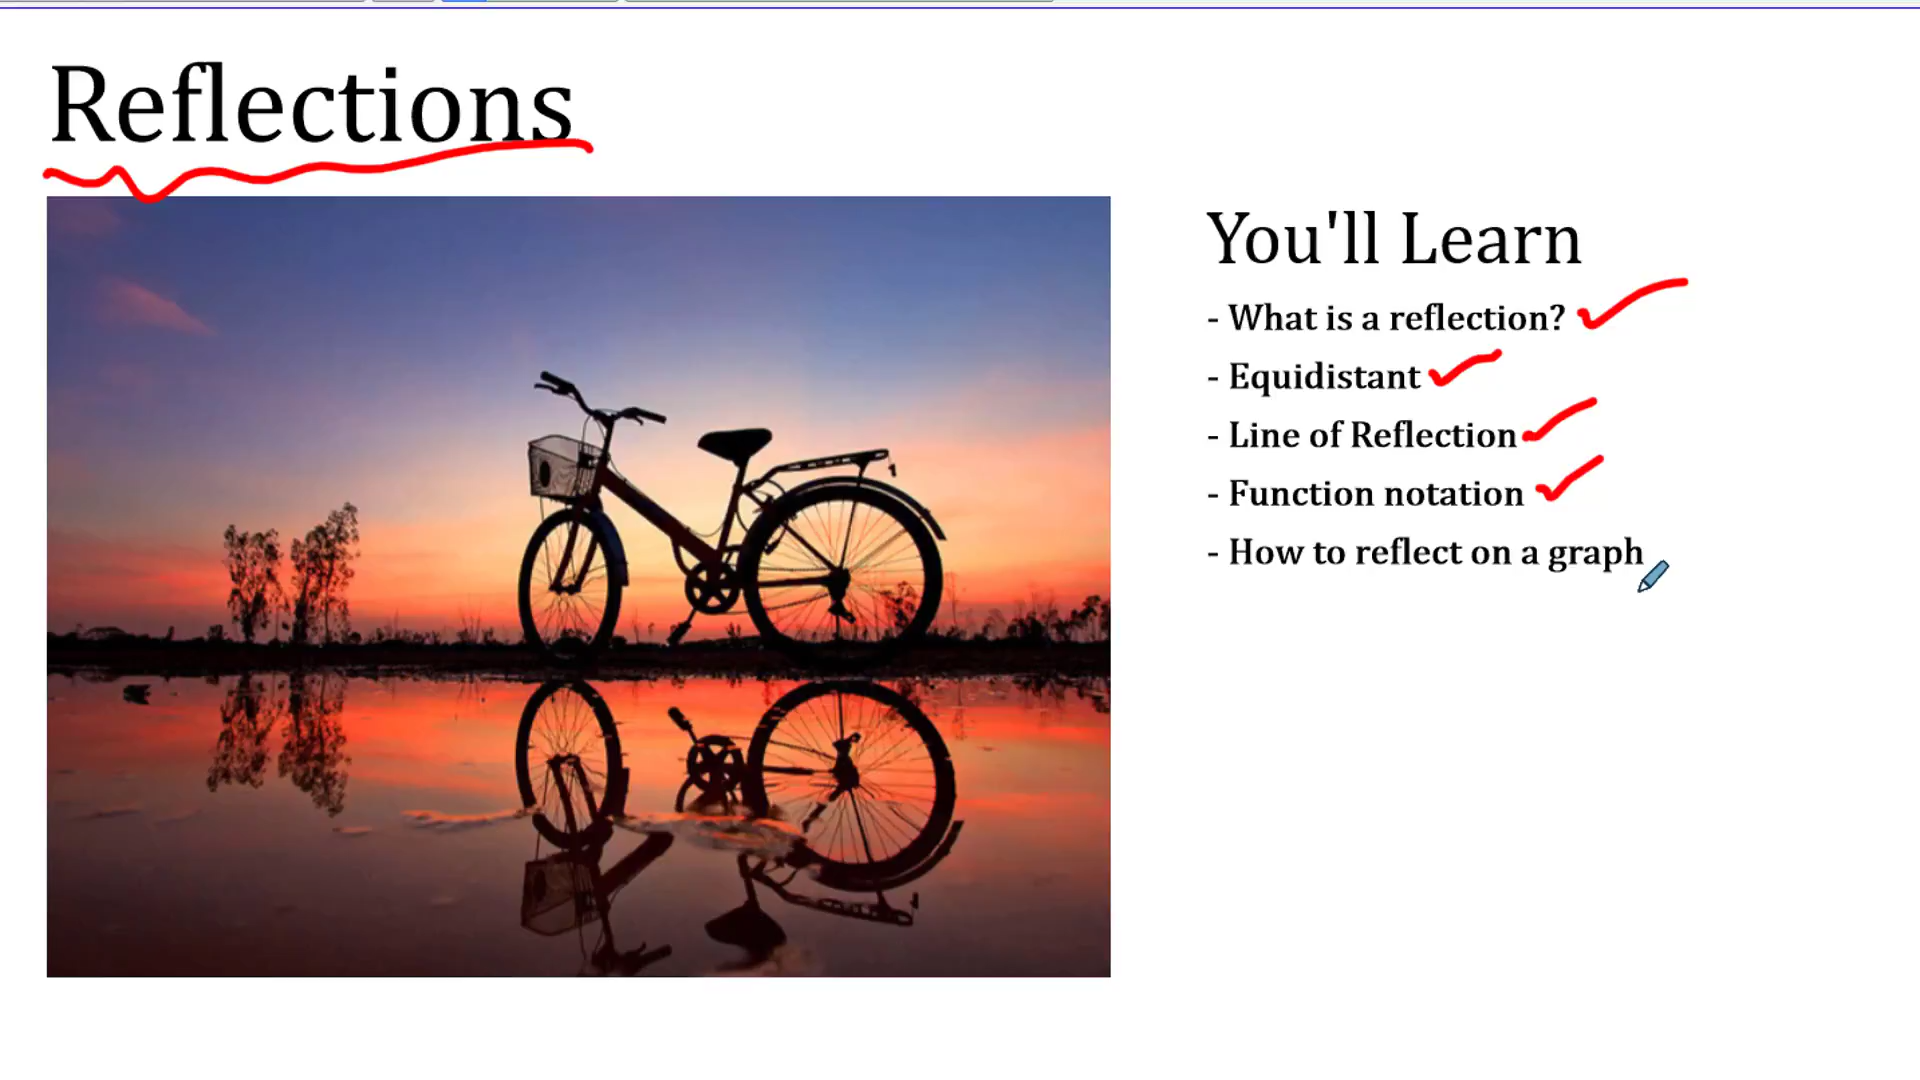 Reflections
You'll Learn
- What is a reflection?
- Equidistant
- Line of Reflection
- Function notation
- How to reflect on a graph